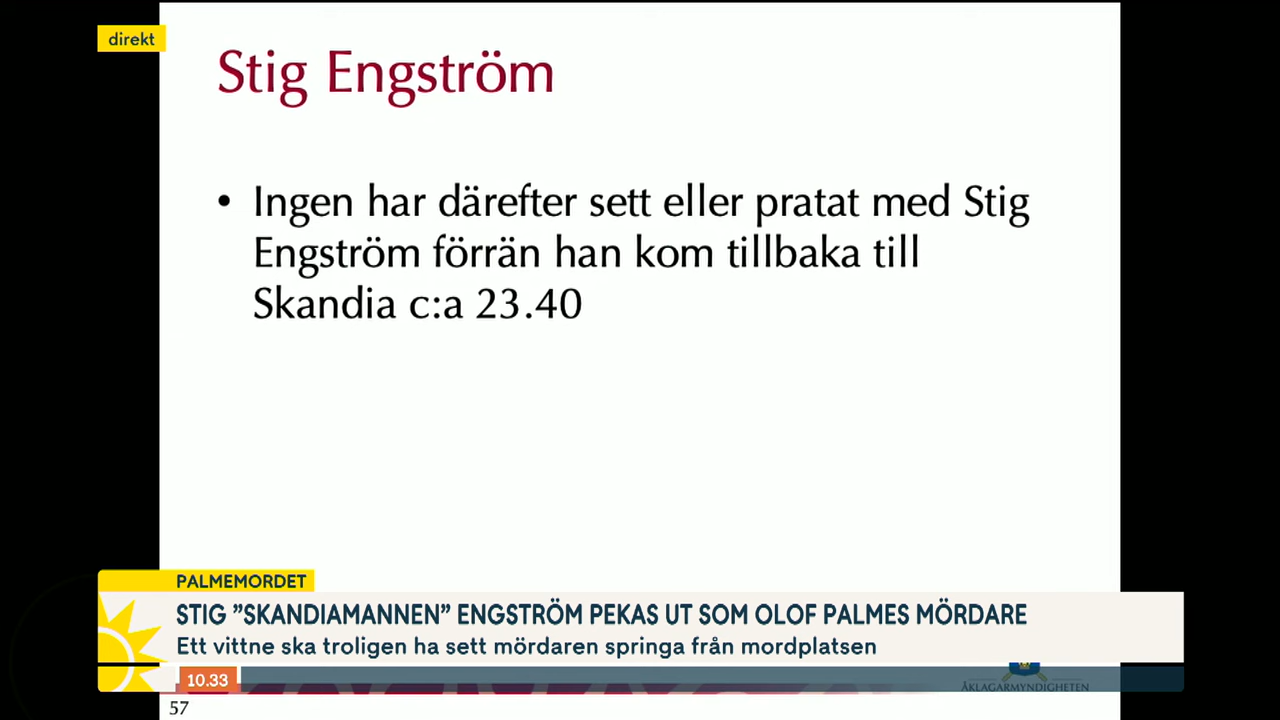 direkt
Stig Engström
• Ingen har därefter sett eller pratat med Stig
Engström förrän han kom tillbaka till
Skandia c:a 23.40
PALMEMORDET
STIG ”SKANDIAMANNEN” ENGSTRÖM PEKAS UT SOM OLOF PALMES MÖRDARE
Ett vittne ska troligen ha sett mördaren springa från mordplatsen
10.33
ÅKLAGARMYNDIGHETEN
57